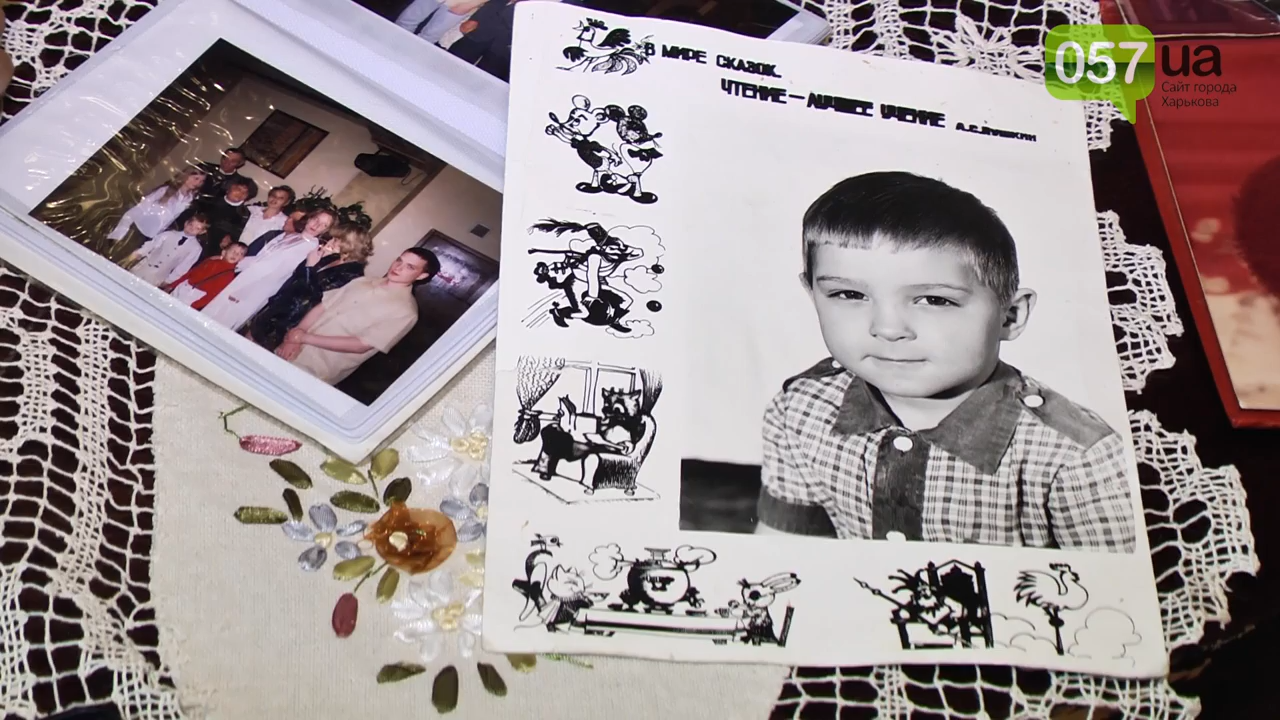 В МИРЕ СКАЗОК.
ЧТЕНИЕ — ЛУЧШЕЕ УЧЕНИЕ А.С.ПУШКИН
057 ua
Сайт города
Харькова